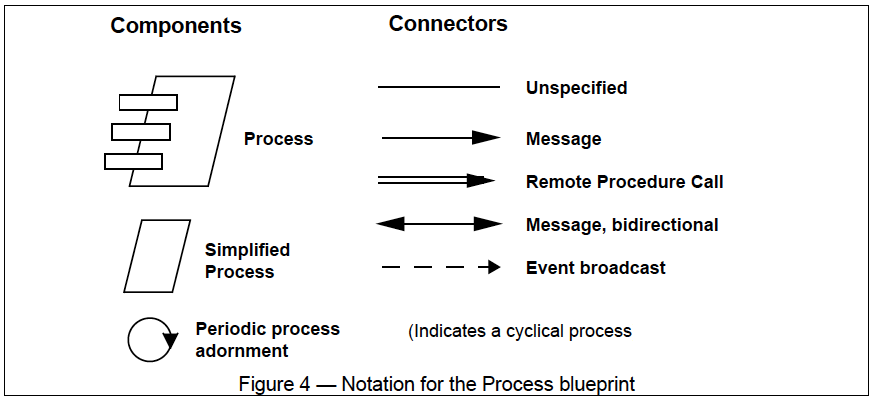 Components
Connectors
Process
Simplified
Process
Periodic process
adornment
Unspecified
Message
Remote Procedure Call
Message, bidirectional
Event broadcast
(Indicates a cyclical process
Figure 4 — Notation for the Process blueprint